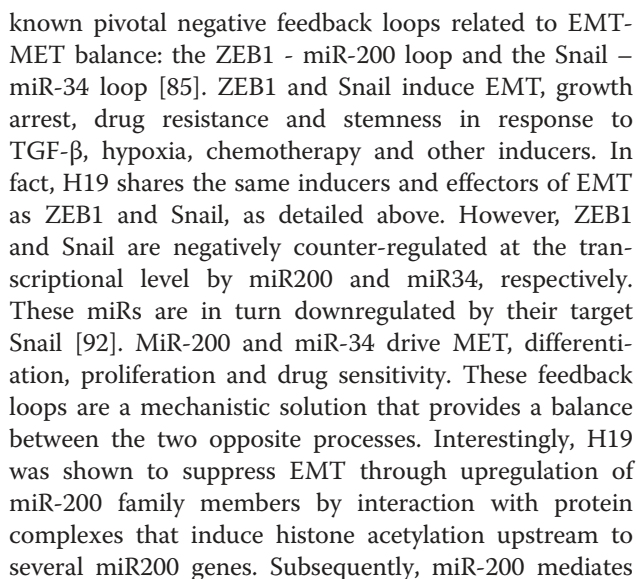 known pivotal negative feedback loops related to EMT-
MET balance: the ZEB1 - miR-200 loop and the Snail –
miR-34 loop [85]. ZEB1 and Snail induce EMT, growth
arrest, drug resistance and stemness in response to
TGF-β, hypoxia, chemotherapy and other inducers. In
fact, H19 shares the same inducers and effectors of EMT
as ZEB1 and Snail, as detailed above. However, ZEB1
and Snail are negatively counter-regulated at the tran-
scriptional level by miR200 and miR34, respectively.
These miRs are in turn downregulated by their target
Snail [92]. MiR-200 and miR-34 drive MET, differenti-
ation, proliferation and drug sensitivity. These feedback
loops are a mechanistic solution that provides a balance
between the two opposite processes. Interestingly, H19
was shown to suppress EMT through upregulation of
miR-200 family members by interaction with protein
complexes that induce histone acetylation upstream to
several miR200 genes. Subsequently, miR-200 mediates